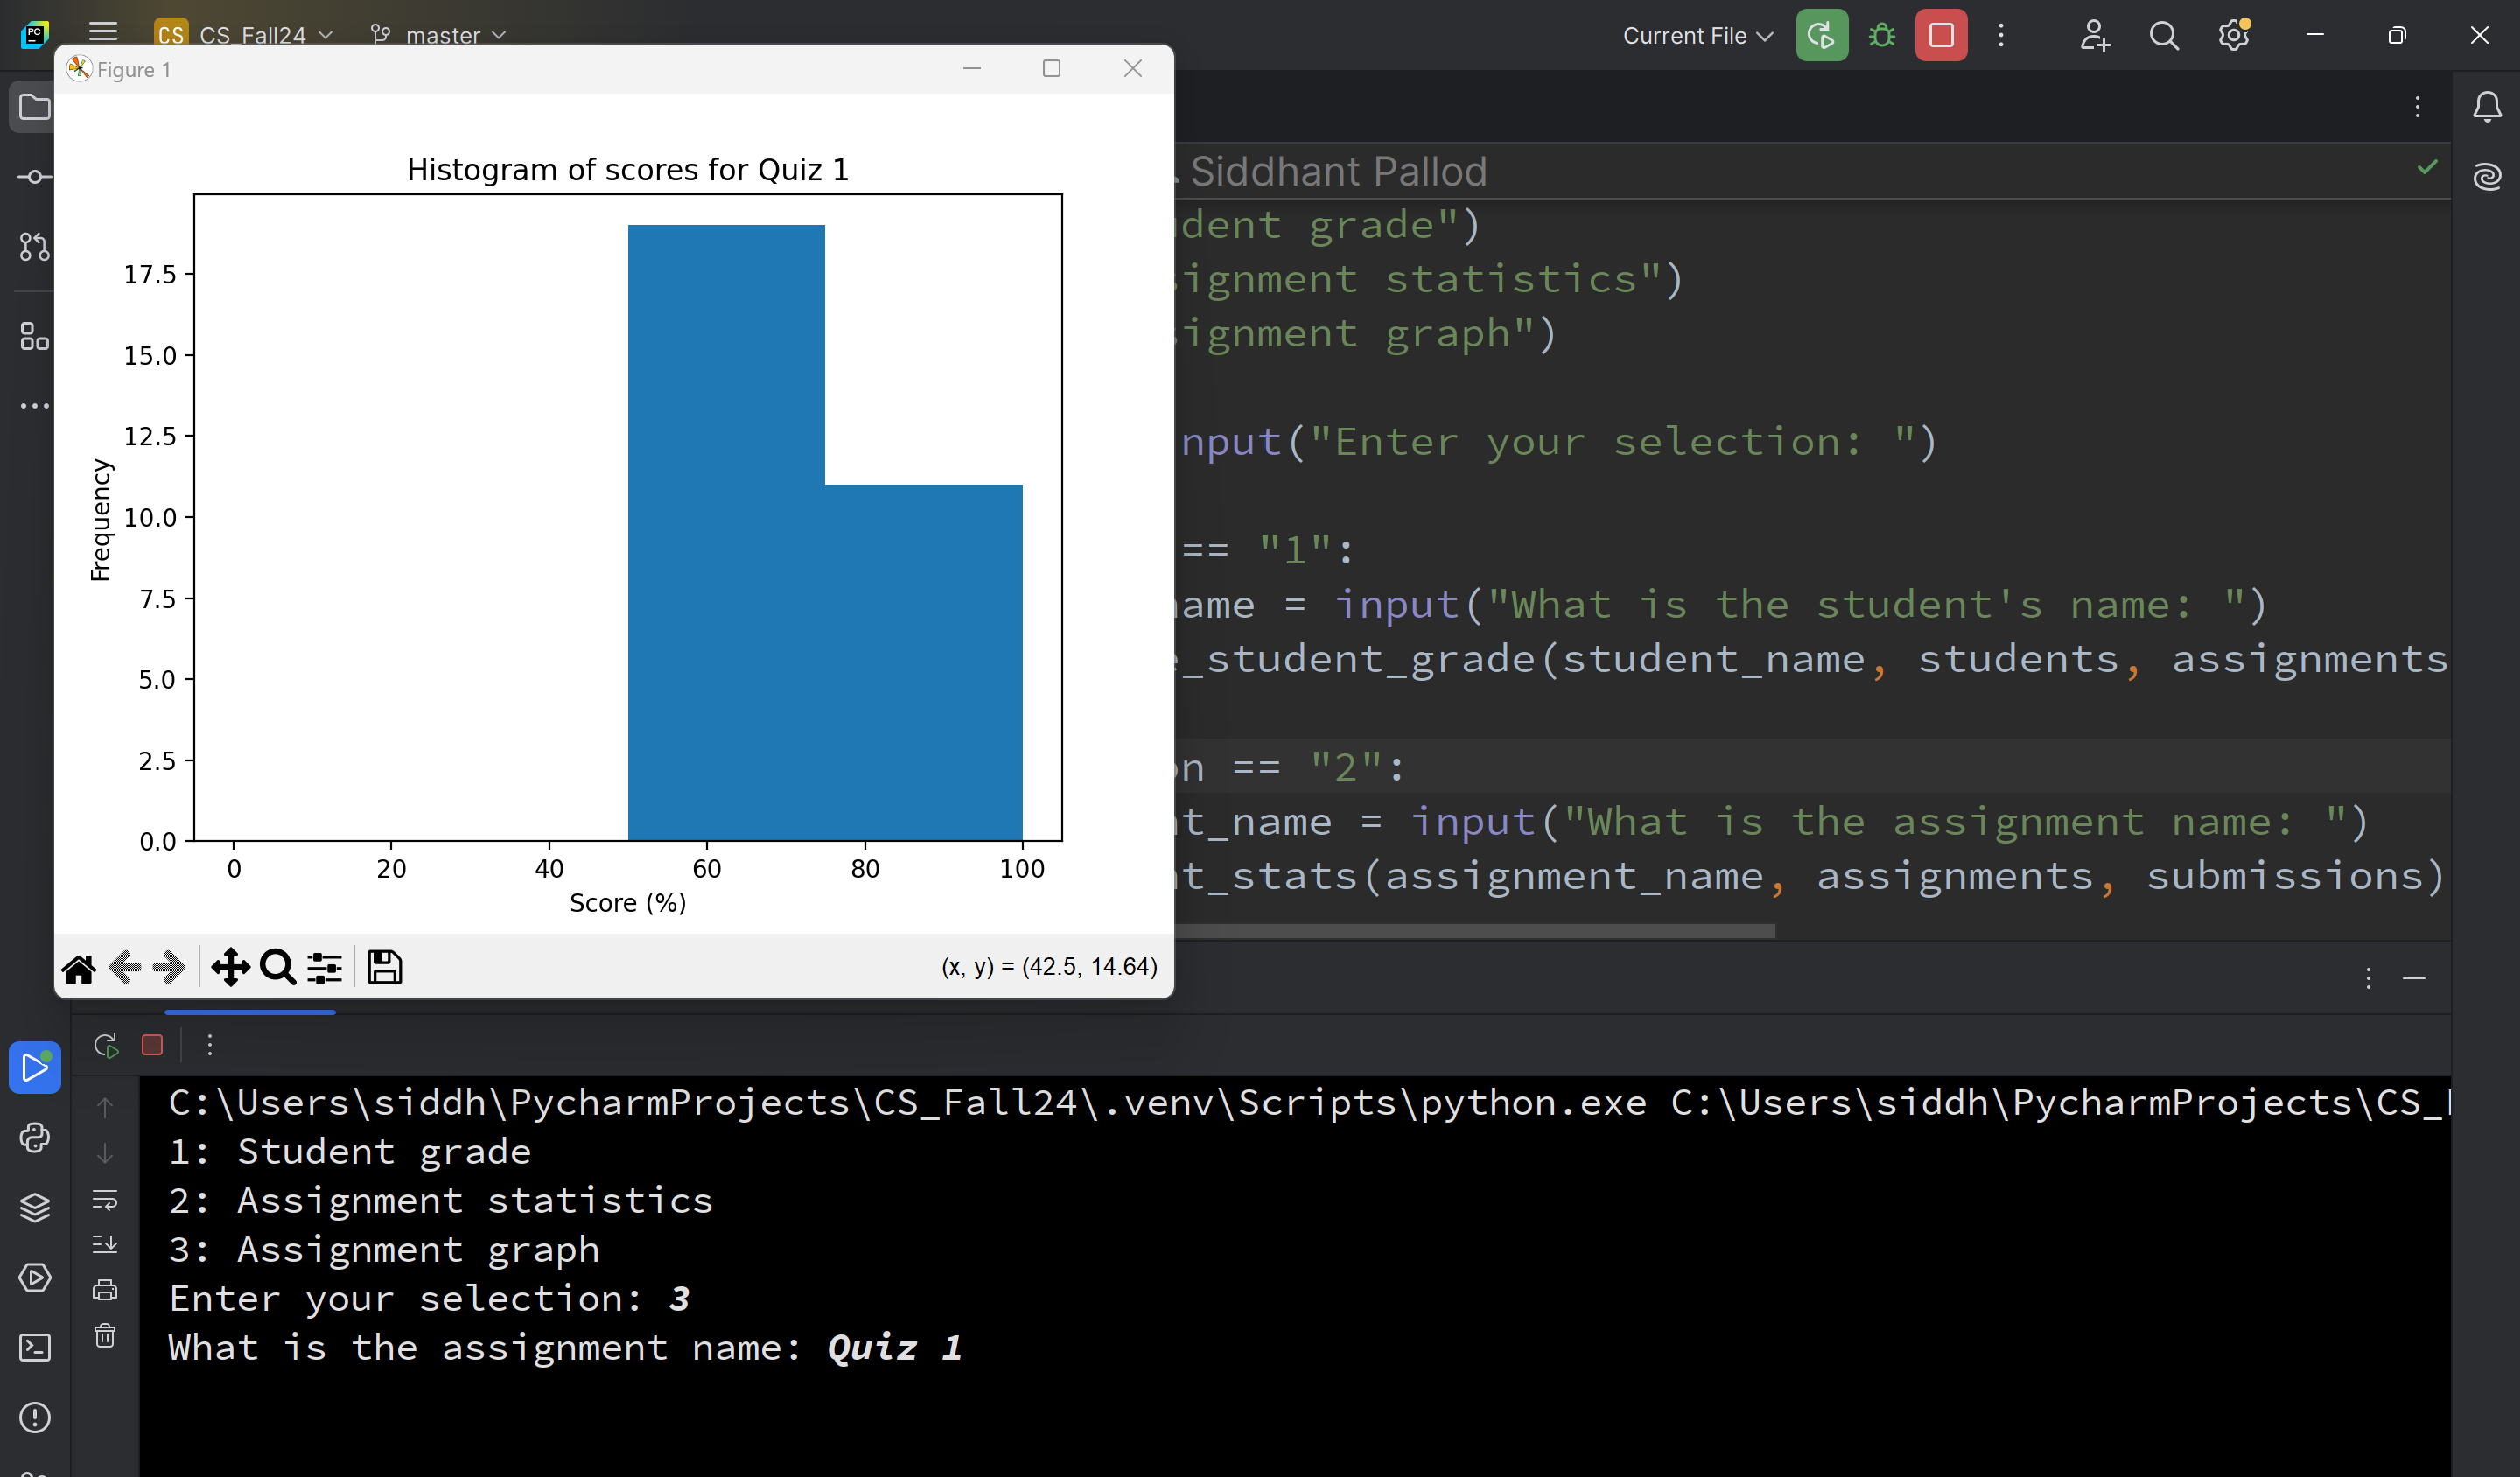 PC
CS CS_Fall24 master Current File
Figure 1
Siddhant Pallod
Histogram of scores for Quiz 1
17.5
15.0
12.5
10.0
7.5
5.0
2.5
0.0
Frequency
0 20 40 60 80 100
Score (%)
(x, y) = (42.5, 14.64)
dent grade")
ignment statistics")
ignment graph")
nput("Enter your selection: ")
== "1":
ame = input("What is the student's name: ")
_student_grade(student_name, students, assignments
n == "2":
t_name = input("What is the assignment name: ")
t_stats(assignment_name, assignments, submissions)
C:\Users\siddh\PycharmProjects\CS_Fall24\.venv\Scripts\python.exe C:\Users\siddh\PycharmProjects\CS_
1: Student grade
2: Assignment statistics
3: Assignment graph
Enter your selection: 3
What is the assignment name: Quiz 1